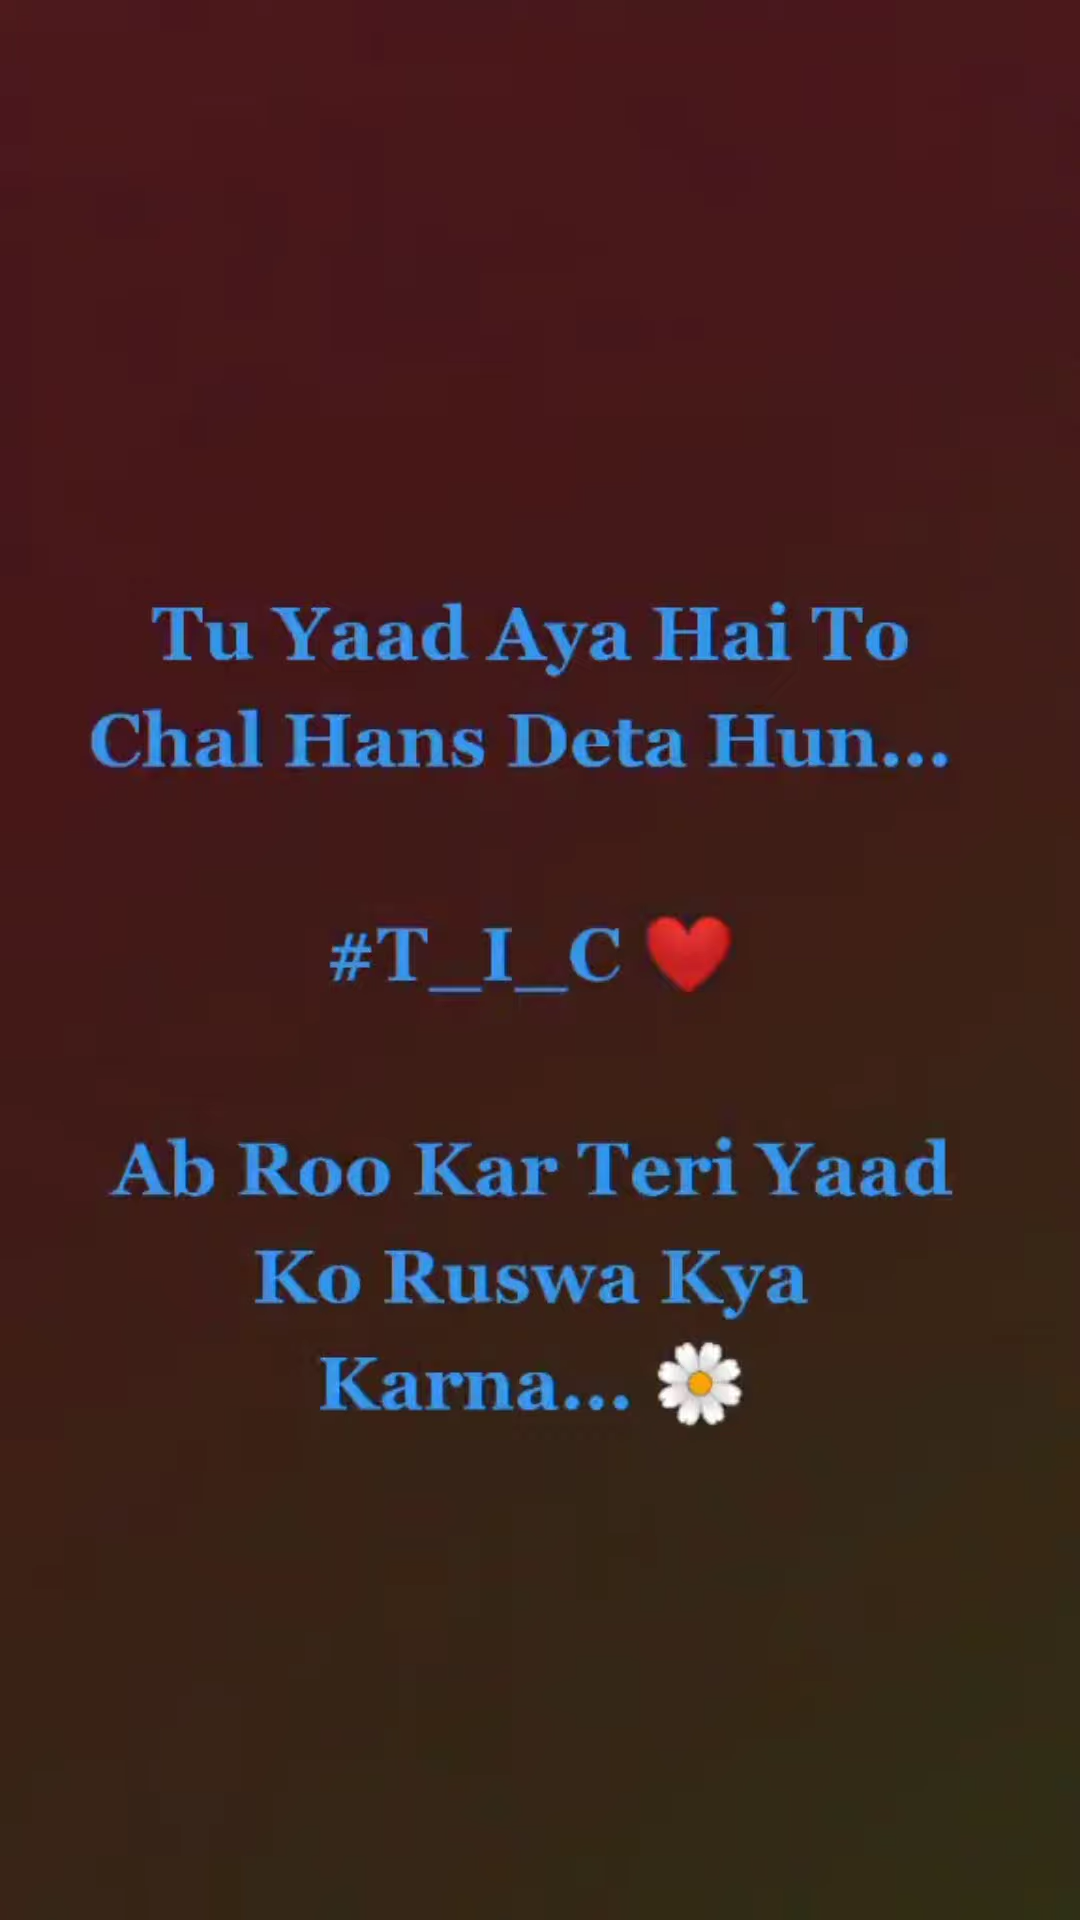 Tu Yaad Aya Hai To
Chal Hans Deta Hun...
#T_I_C ❤️
Ab Roo Kar Teri Yaad
Ko Ruswa Kya
Karna... 🌼